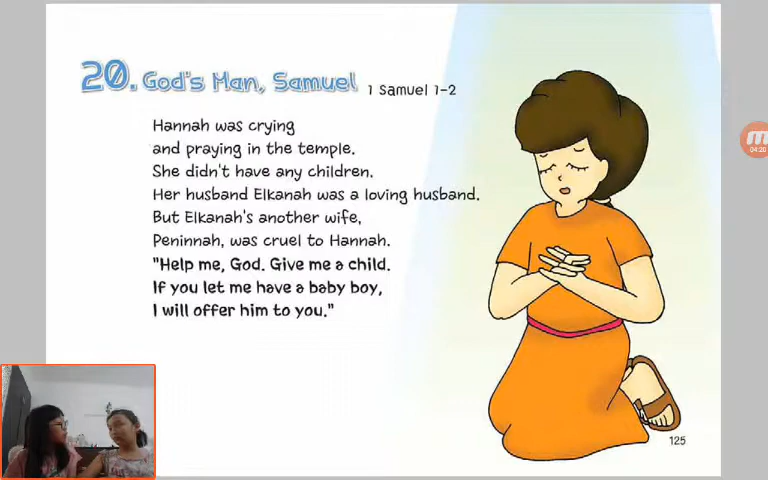 20. God's Man, Samuel 1 Samuel 1-2
Hannah was crying
and praying in the temple.
She didn't have any children.
Her husband Elkanah was a loving husband.
But Elkanah's another wife,
Peninnah, was cruel to Hannah.
"Help me, God. Give me a child.
If you let me have a baby boy,
I will offer him to you."
125
04:20